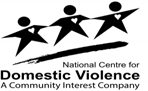 National Centre for
Domestic Violence
A Community Interest Company